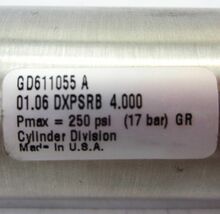 GD611055 A
01.06 DXPSRB 4.000
Pmax = 250 psi (17 bar) GR
Cylinder Division
Made In U.S.A.